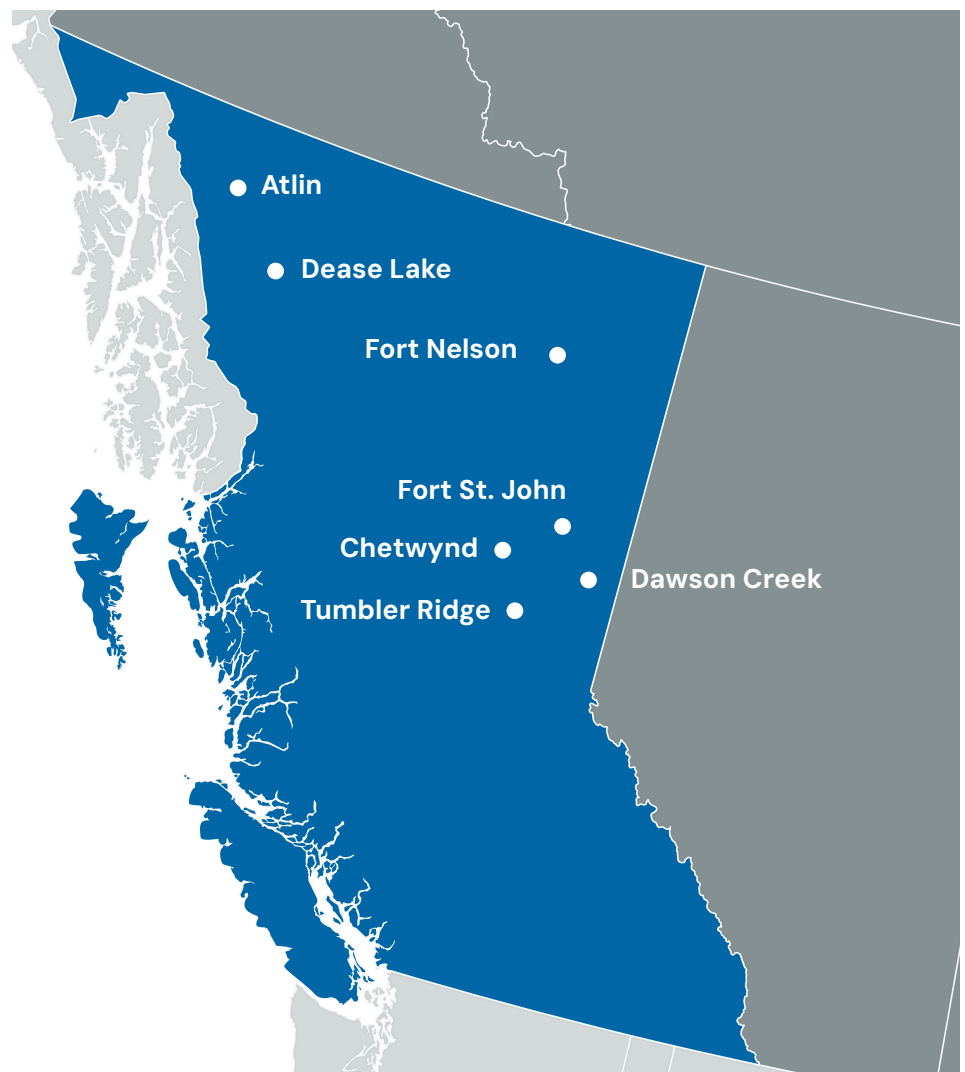 Atlin
Dease Lake
Fort Nelson
Fort St. John
Chetwynd
Dawson Creek
Tumbler Ridge